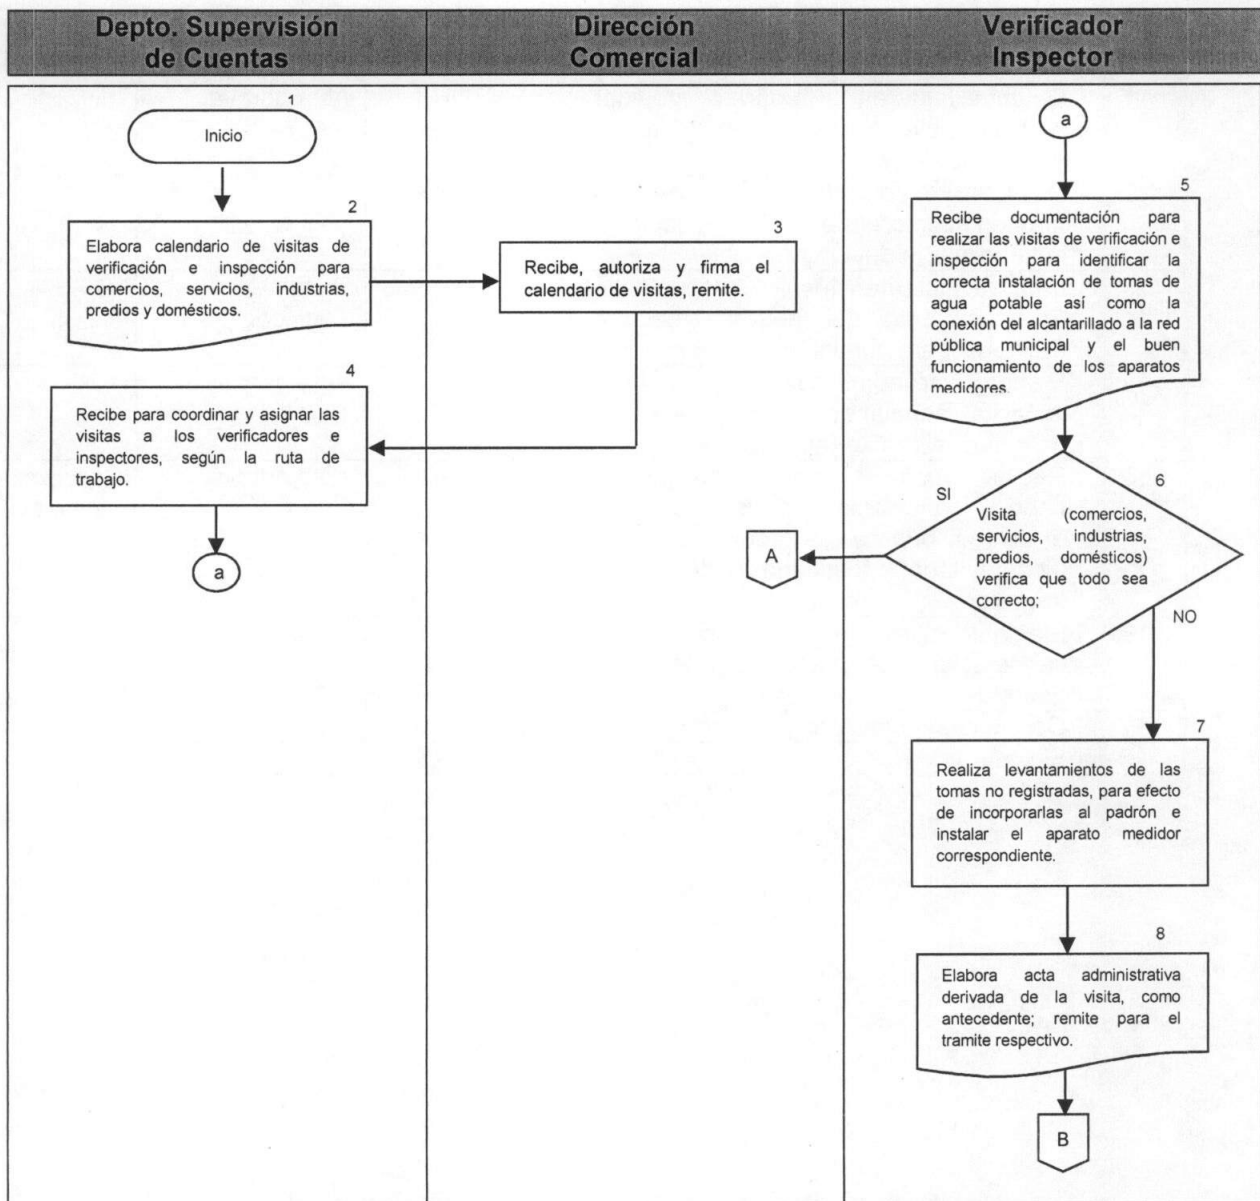 Depto. Supervisión
de Cuentas
Dirección
Comercial
Verificador
Inspector
1
Inicio
2
Elabora calendario de visitas de
verificación e inspección para
comercios, servicios, industrias,
predios y domésticos.
3
Recibe, autoriza y firma el
calendario de visitas, remite.
4
Recibe para coordinar y asignar las
visitas a los verificadores e
inspectores, según la ruta de
trabajo.
a
a
5
Recibe documentación para
realizar las visitas de verificación e
inspección para identificar la
correcta instalación de tomas de
agua potable así como la
conexión del alcantarillado a la red
pública municipal y el buen
funcionamiento de los aparatos
medidores.
6
SI
Visita (comercios,
servicios, industrias,
predios, domésticos)
verifica que todo sea
correcto;
A
NO
7
Realiza levantamientos de las
tomas no registradas, para efecto
de incorporarlas al padrón e
instalar el aparato medidor
correspondiente.
8
Elabora acta administrativa
derivada de la visita, como
antecedente; remite para el
tramite respectivo.
B